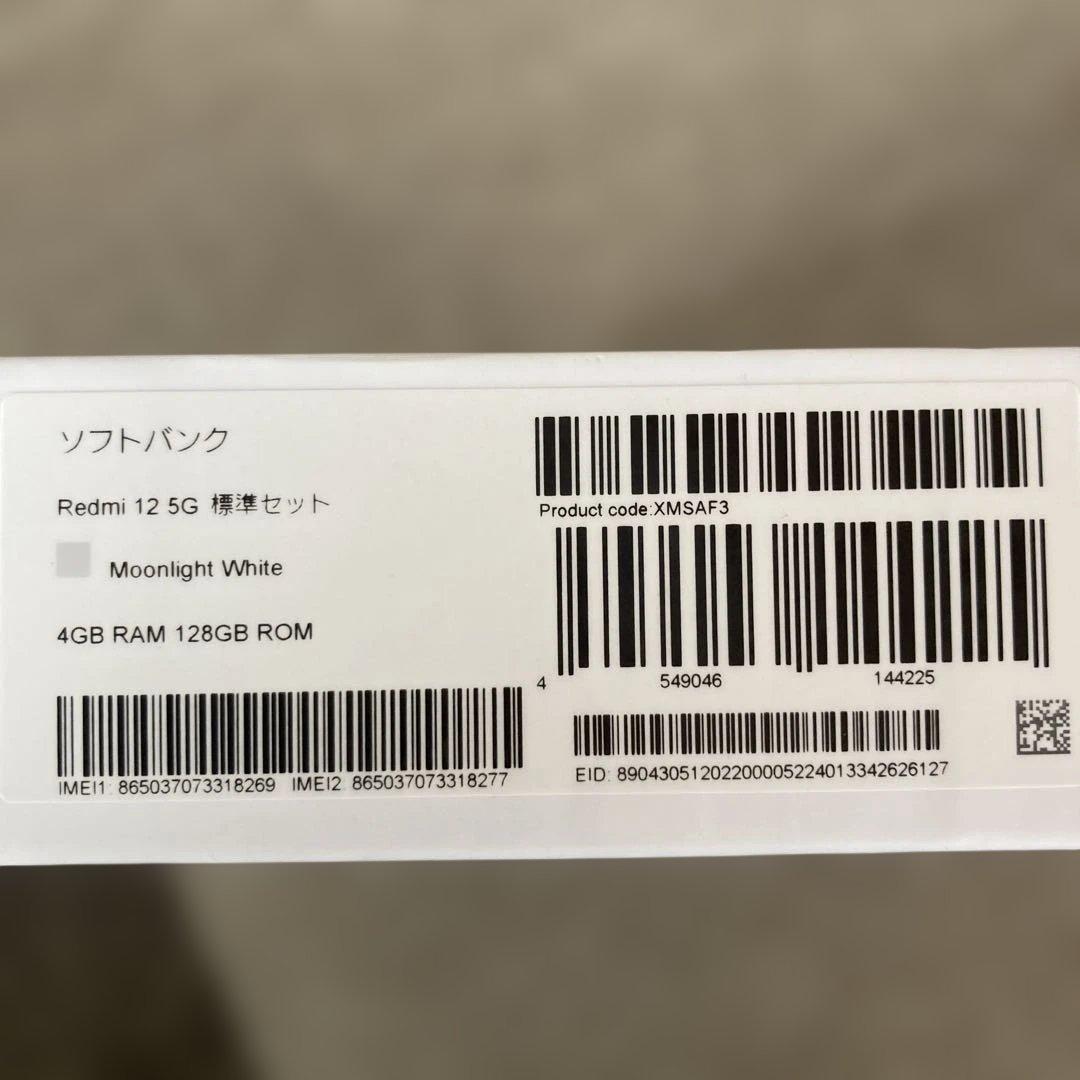 ソフトバンク
Redmi 12 5G 標準セット
Moonlight White
4GB RAM 128GB ROM
IMEI1: 865037073318269 IMEI2: 865037073318277
Product code:XMSAF3
4 549046 144225
EID: 89043051202200005224013342626127